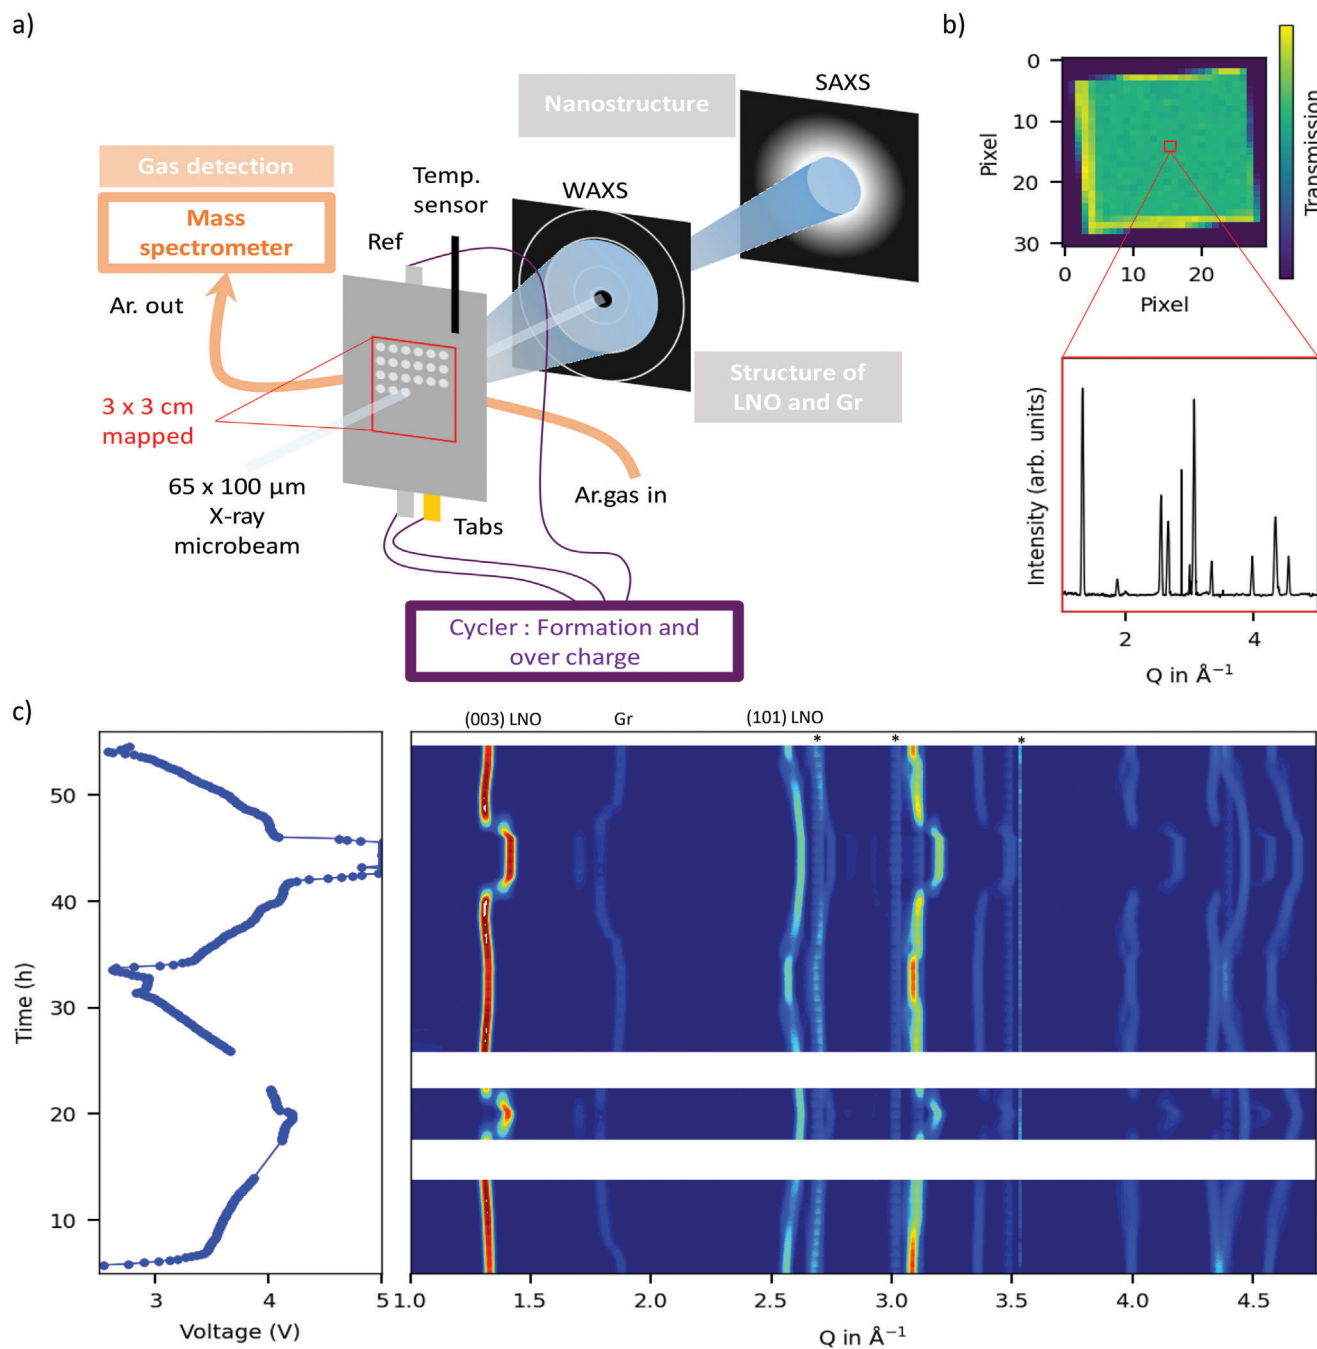 a)
Nanostructure
SAXS
Gas detection
Mass
spectrometer
Temp.
sensor
WAXS
Ref
Ar. out
3 x 3 cm
mapped
Structure of
LNO and Gr
65 x 100 μm
X-ray
microbeam
Ar.gas in
Tabs
Cycler : Formation and
over charge
b)
0
10
20
30
Pixel
0 10 20
Pixel
Transmission
Intensity (arb. units)
2 4
Q in Å⁻¹
c)
(003) LNO Gr (101) LNO
* * *
50
40
30
20
10
Time (h)
3 4 5
Voltage (V)
1.0 1.5 2.0 2.5 3.0 3.5 4.0 4.5
Q in Å⁻¹